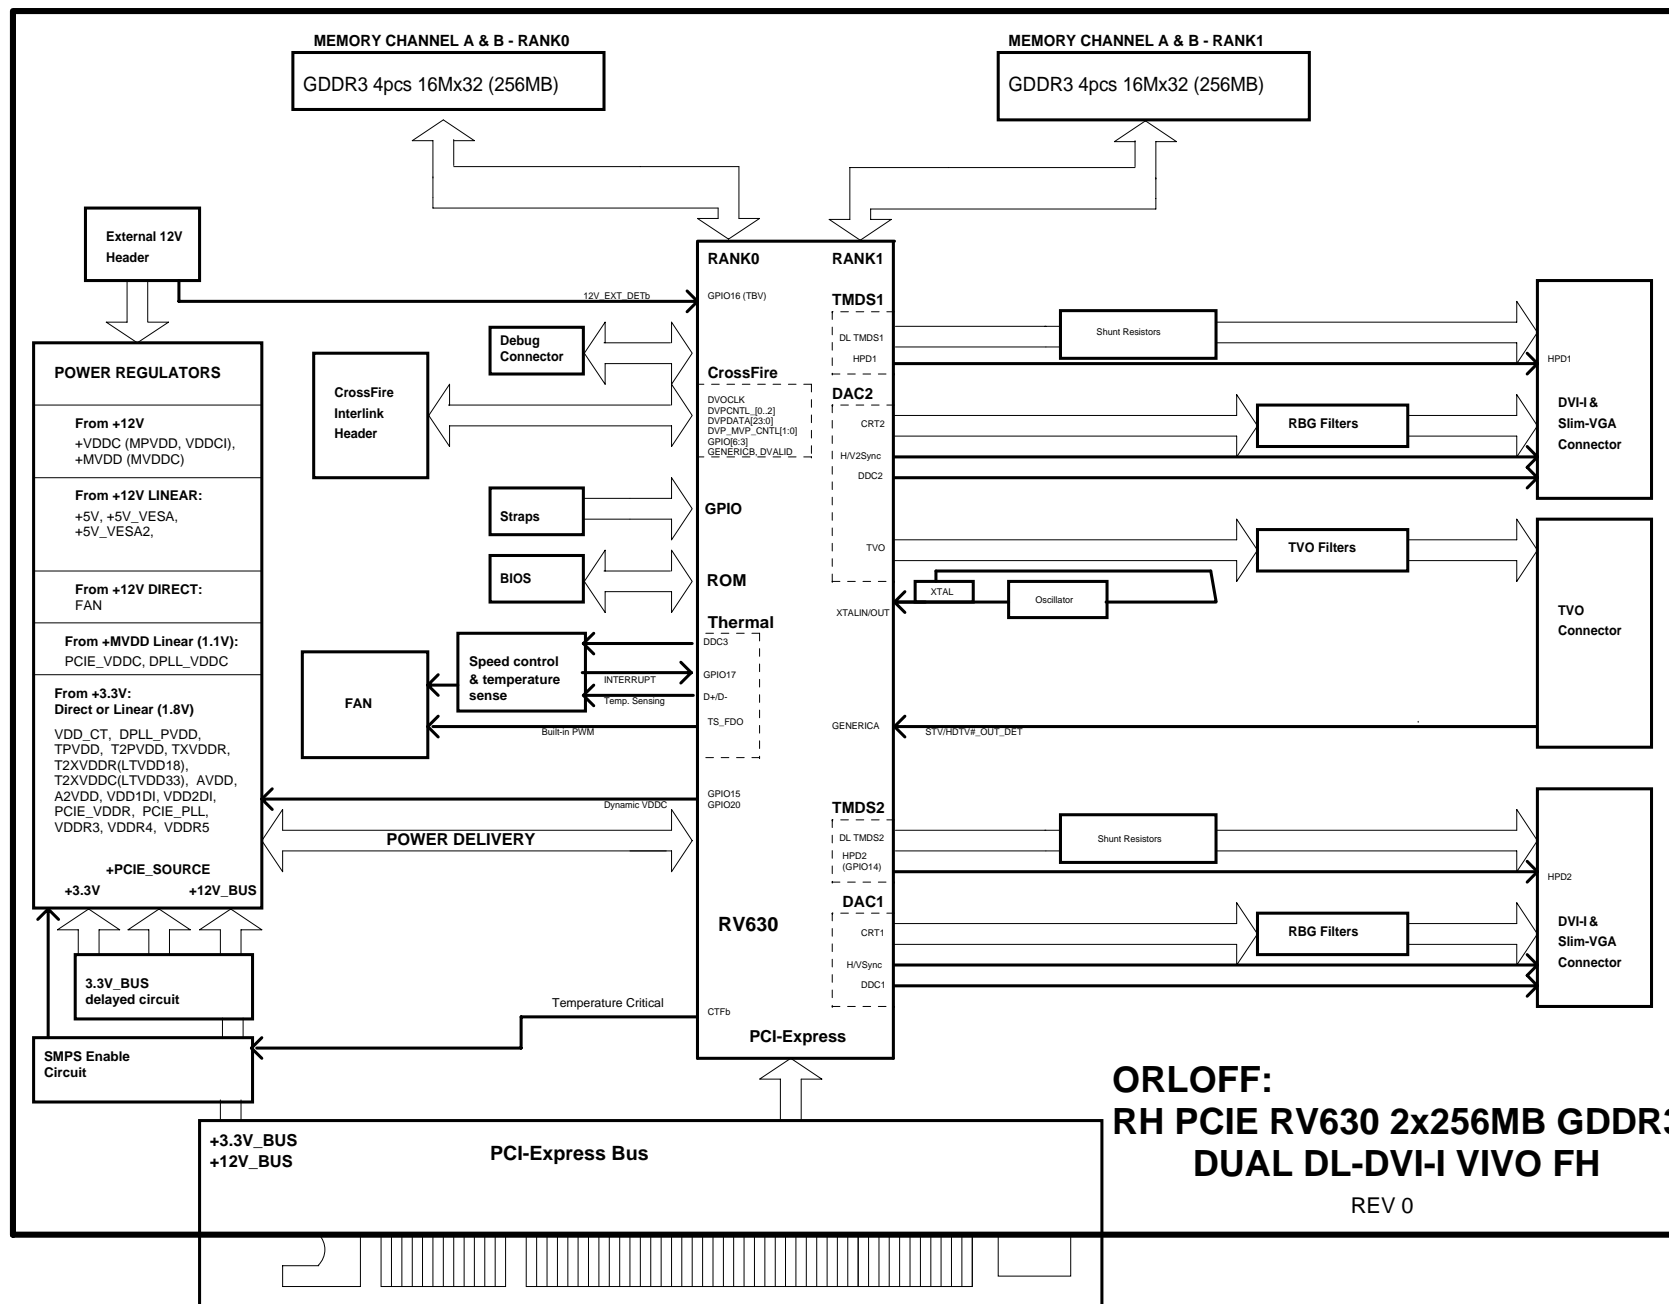 MEMORY CHANNEL A & B - RANK0
GDDR3 4pcs 16Mx32 (256MB)
MEMORY CHANNEL A & B - RANK1
GDDR3 4pcs 16Mx32 (256MB)
External 12V
Header
12V_EXT_DETb
POWER REGULATORS
From +12V
+VDDC (MPVDD, VDDCI),
+MVDD (MVDDC)
From +12V LINEAR:
+5V, +5V_VESA,
+5V_VESA2,
From +12V DIRECT:
FAN
From +MVDD Linear (1.1V):
PCIE_VDDC, DPLL_VDDC
From +3.3V:
Direct or Linear (1.8V)
VDD_CT, DPLL_PVDD,
TPVDD, T2PVDD, TXVDDR,
T2XVDDR(LTVDD18),
T2XVDDC(LTVDD33), AVDD,
A2VDD, VDD1DI, VDD2DI,
PCIE_VDDR, PCIE_PLL,
VDDR3, VDDR4, VDDR5
+PCIE_SOURCE
+3.3V
+12V_BUS
3.3V_BUS
delayed circuit
SMPS Enable
Circuit
CrossFire
Interlink
Header
Debug
Connector
Straps
BIOS
Speed control
& temperature
sense
FAN
INTERRUPT
Temp. Sensing
Built-in PWM
Dynamic VDDC
POWER DELIVERY
Temperature Critical
RANK0
RANK1
GPIO16 (TBV)
CrossFire
DVOCLK
DVPCNTL_[0..2]
DVPDATA[23:0]
DVP_MVP_CNTL[1:0]
GPIO[6:3]
GENERICB, DVALID
GPIO
ROM
Thermal
DDC3
GPIO17
D+/D-
TS_FDO
GPIO15
GPIO20
RV630
CTFb
PCI-Express
TMDS1
DL TMDS1
HPD1
DAC2
CRT2
H/V2Sync
DDC2
TVO
XTALIN/OUT
GENERICA
TMDS2
DL TMDS2
HPD2
(GPIO14)
DAC1
CRT1
H/VSync
DDC1
Shunt Resistors
RBG Filters
TVO Filters
XTAL
Oscillator
STV/HDTV#_OUT_DET
Shunt Resistors
RBG Filters
HPD1
DVI-I &
Slim-VGA
Connector
TVO
Connector
HPD2
DVI-I &
Slim-VGA
Connector
+3.3V_BUS
+12V_BUS
PCI-Express Bus
ORLOFF:
RH PCIE RV630 2x256MB GDDR3
DUAL DL-DVI-I VIVO FH
REV 0